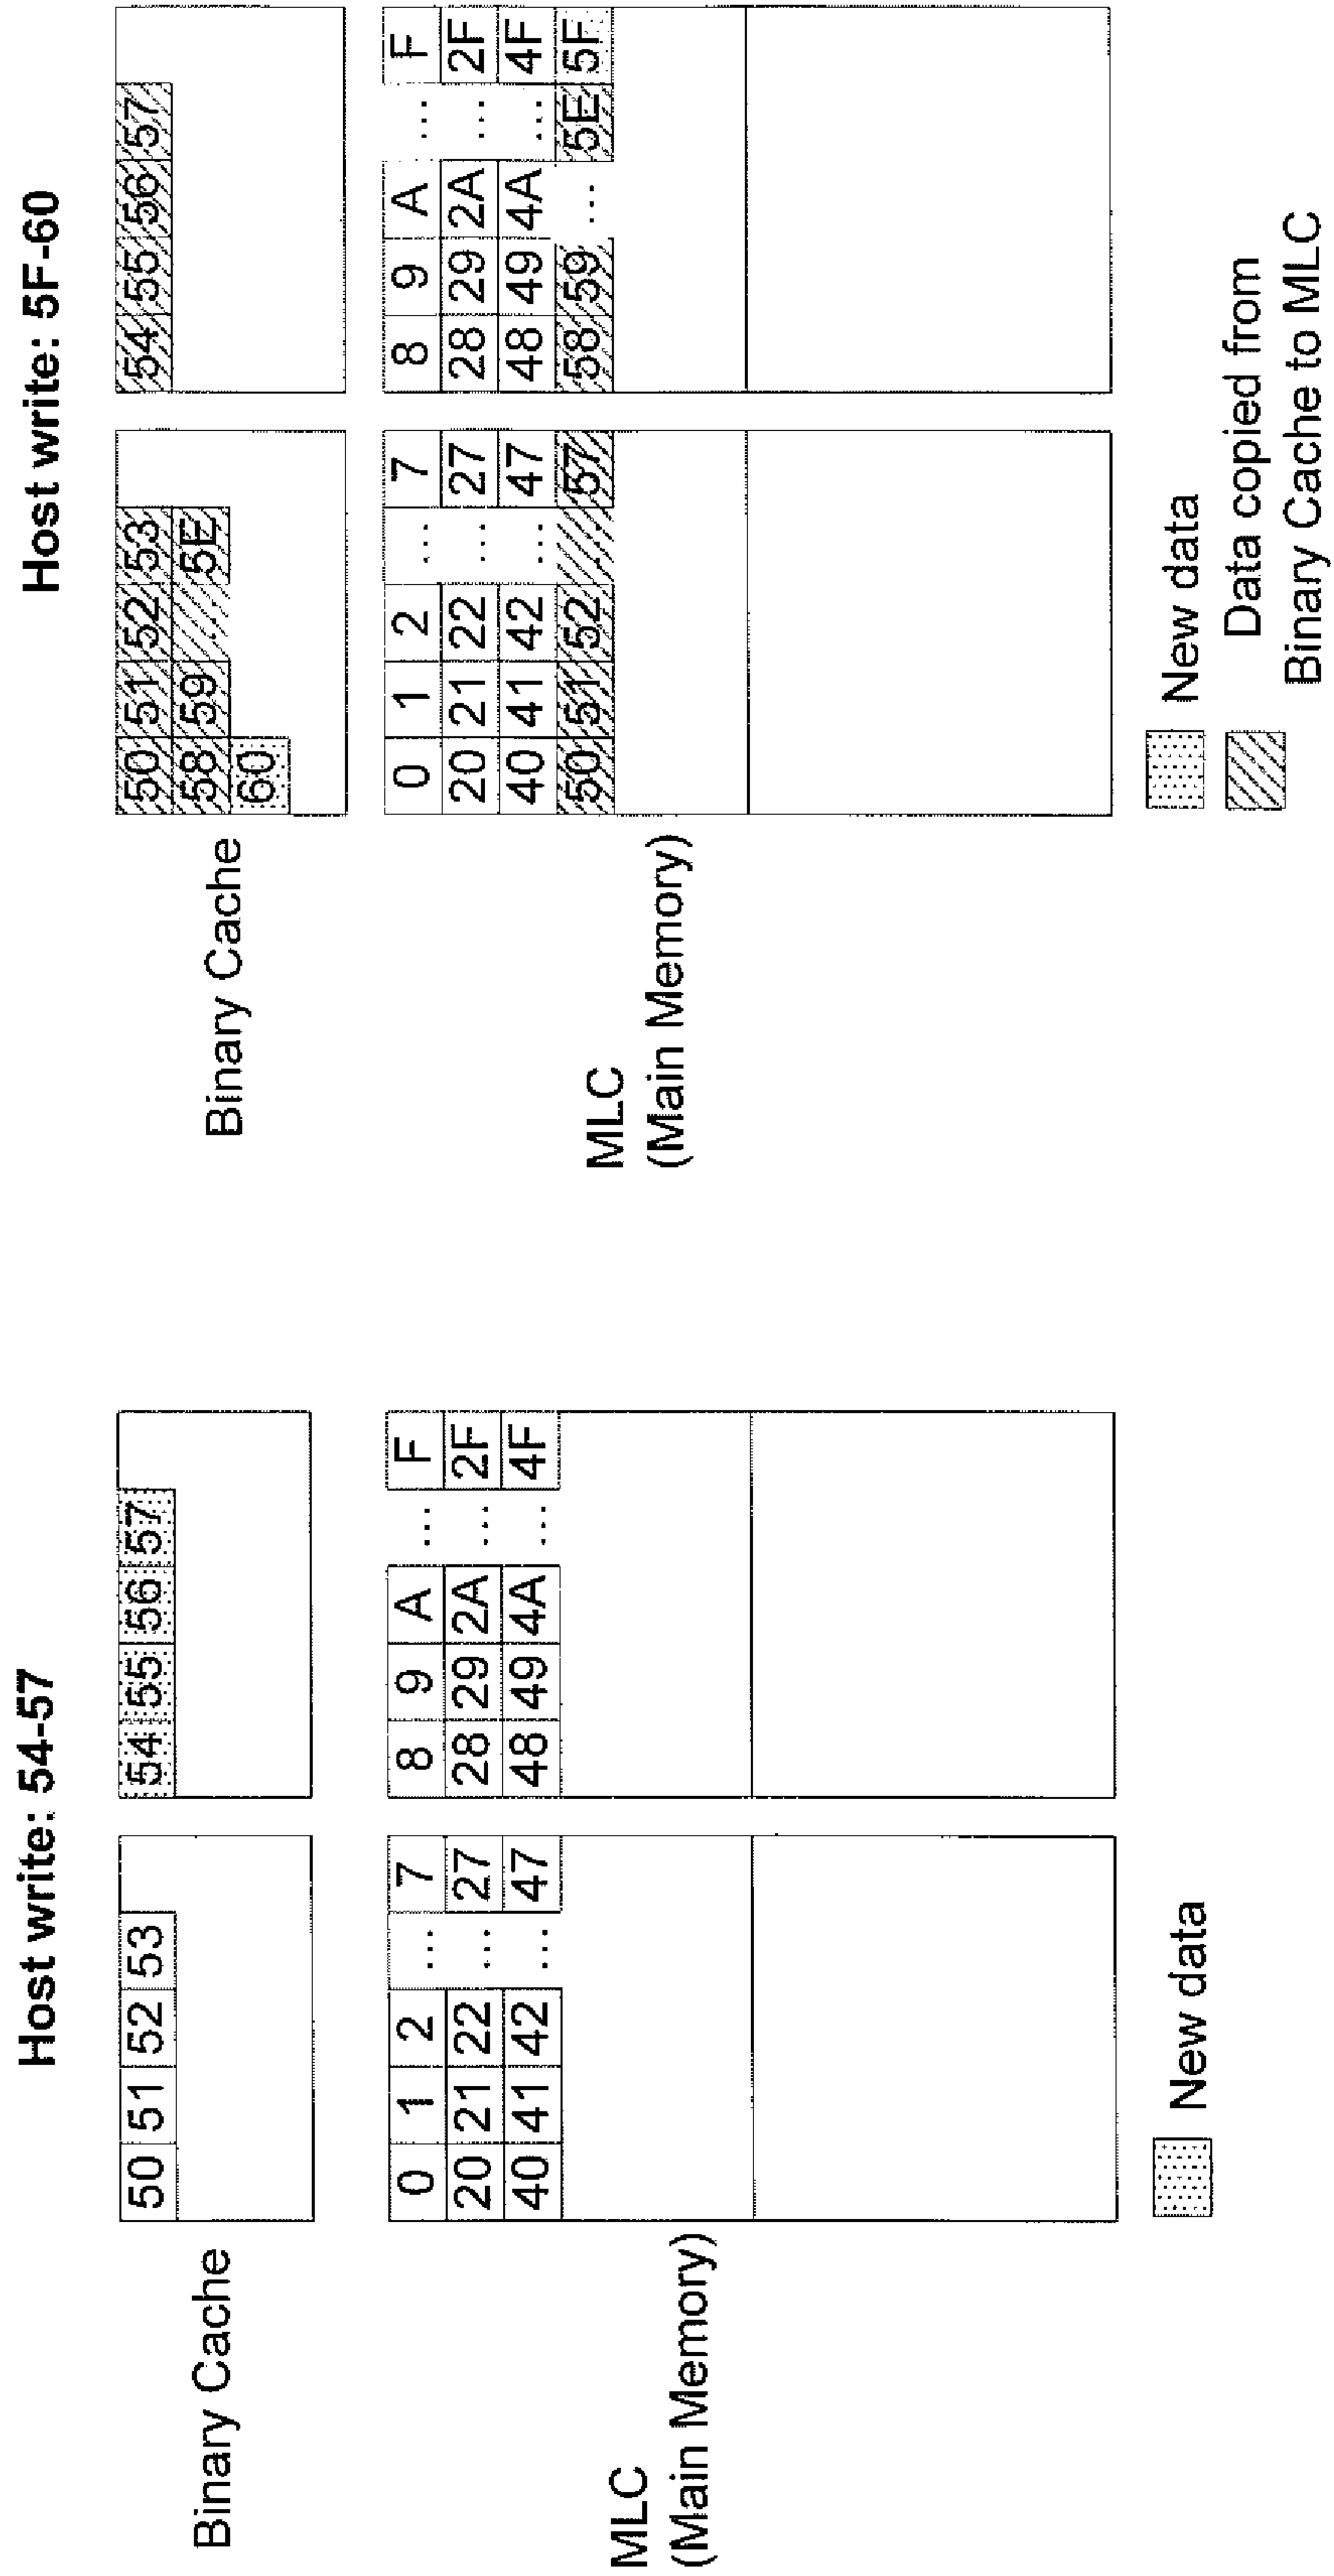 Host write: 54-57
Binary Cache
50 51 52 53
54 55 56 57
MLC
(Main Memory)
0 1 2 ... 7
20 21 22 ... 27
40 41 42 ... 47
8 9 A ... F
28 29 2A ... 2F
48 49 4A ... 4F
New data
Host write: 5F-60
Binary Cache
50 51 52 53
58 59 ... 5E
60
54 55 56 57
MLC
(Main Memory)
0 1 2 ... 7
20 21 22 ... 27
40 41 42 ... 47
50 51 52 ... 57
8 9 A ... F
28 29 2A ... 2F
48 49 4A ... 4F
58 59 ... 5E 5F
New data
Data copied from
Binary Cache to MLC